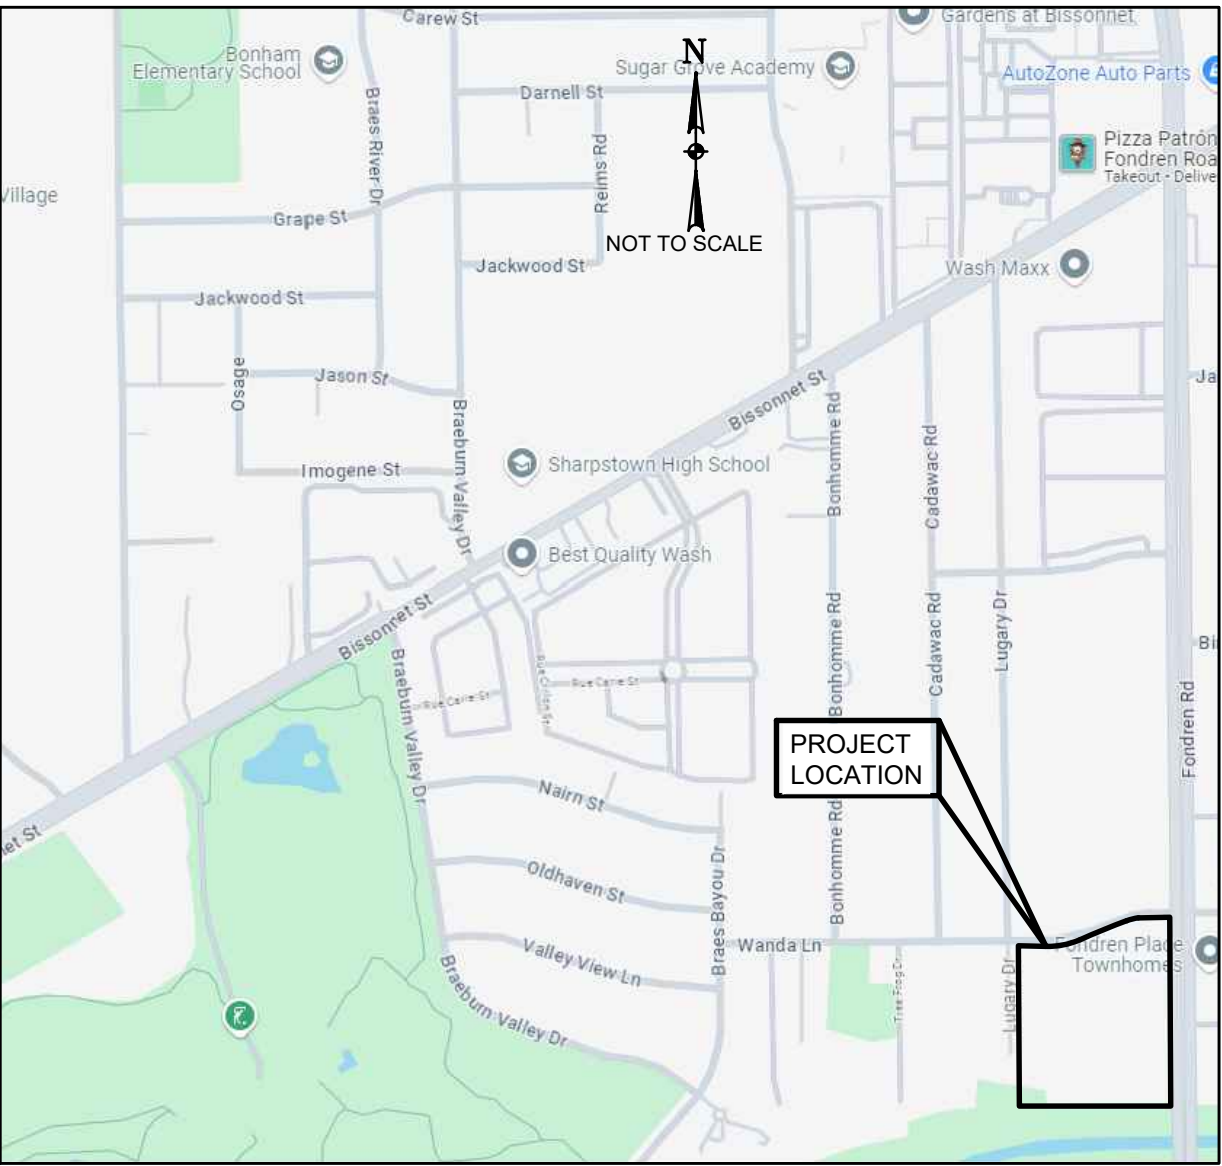 Carew St
Gardens at Bissonnet
Bonham
Elementary School
N
Sugar Grove Academy
AutoZone Auto Parts
Braes River Dr
Darnell St
Reims Rd
Pizza Patrón
Fondren Roa
Takeout · Delive
Village
Grape St
NOT TO SCALE
Jackwood St
Wash Maxx
Jackwood St
Osage
Jason St
Bissonnet St
Ja
Braeburn Valley Dr
Bonhomme Rd
Cadawac Rd
Imogene St
Sharpstown High School
Best Quality Wash
Bissonnet St
Bonhomme Rd
Cadawac Rd
Lugary Dr
Bi
Braeburn Valley Dr
Rue Carre St
Rue Carre St
Fondren Rd
PROJECT
LOCATION
Nairn St
Bonhomme Rd
net St
Oldhaven St
Braes Bayou Dr
Wanda Ln
Valley View Ln
Fondren Place
Townhomes
Braeburn Valley Dr
Tree Frog Dr
Lugary Dr